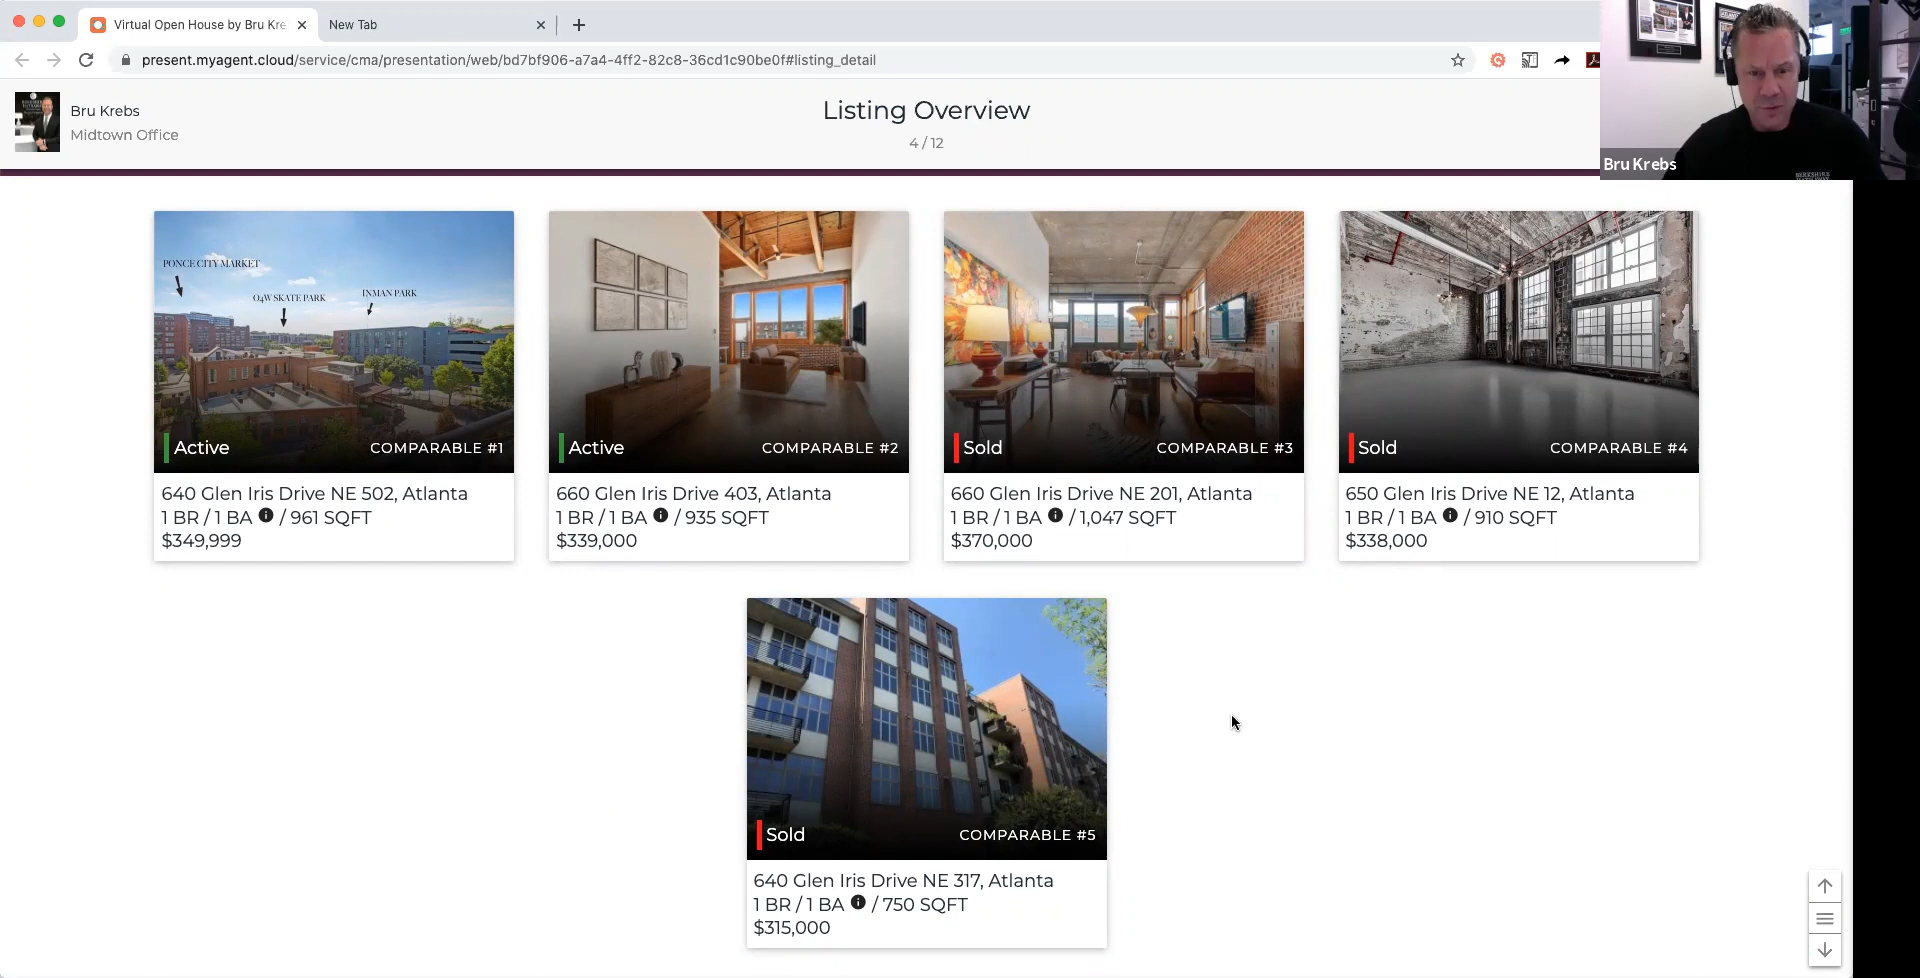 Virtual Open House by Bru Kre
New Tab
present.myagent.cloud/service/cma/presentation/web/bd7bf906-a7a4-4ff2-82c8-36cd1c90be0f#listing_detail
Bru Krebs
Midtown Office
Listing Overview
4 / 12
Bru Krebs
PONCE CITY MARKET
O4W SKATE PARK
INMAN PARK
Active
COMPARABLE #1
640 Glen Iris Drive NE 502, Atlanta
1 BR / 1 BA / 961 SQFT
$349,999
Active
COMPARABLE #2
660 Glen Iris Drive 403, Atlanta
1 BR / 1 BA / 935 SQFT
$339,000
Sold
COMPARABLE #3
660 Glen Iris Drive NE 201, Atlanta
1 BR / 1 BA / 1,047 SQFT
$370,000
Sold
COMPARABLE #4
650 Glen Iris Drive NE 12, Atlanta
1 BR / 1 BA / 910 SQFT
$338,000
Sold
COMPARABLE #5
640 Glen Iris Drive NE 317, Atlanta
1 BR / 1 BA / 750 SQFT
$315,000